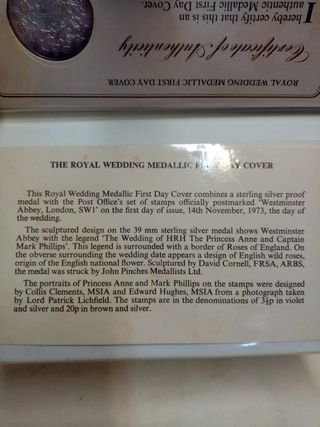 I hereby certify that this is an
authentic Medallic First Day Cover.
Certificate of Authenticity
ROYAL WEDDING MEDALLIC FIRST DAY COVER
THE ROYAL WEDDING MEDALLIC FIRST DAY COVER
This Royal Wedding Medallic First Day Cover combines a sterling silver proof
medal with the Post Office's set of stamps officially postmarked 'Westminster
Abbey, London, SW1' on the first day of issue, 14th November, 1973, the day of
the wedding.
The sculptured design on the 39 mm sterling silver medal shows Westminster
Abbey with the legend 'The Wedding of HRH The Princess Anne and Captain
Mark Phillips'. This legend is surrounded with a border of Roses of England. On
the obverse surrounding the wedding date appears a design of English wild roses,
origin of the English national flower. Sculptured by David Cornell, FRSA, ARBS,
the medal was struck by John Pinches Medallists Ltd.
The portraits of Princess Anne and Mark Phillips on the stamps were designed
by Collis Clements, MSIA and Edward Hughes, MSIA from a photograph taken
by Lord Patrick Lichfield. The stamps are in the denominations of 3½p in violet
and silver and 20p in brown and silver.